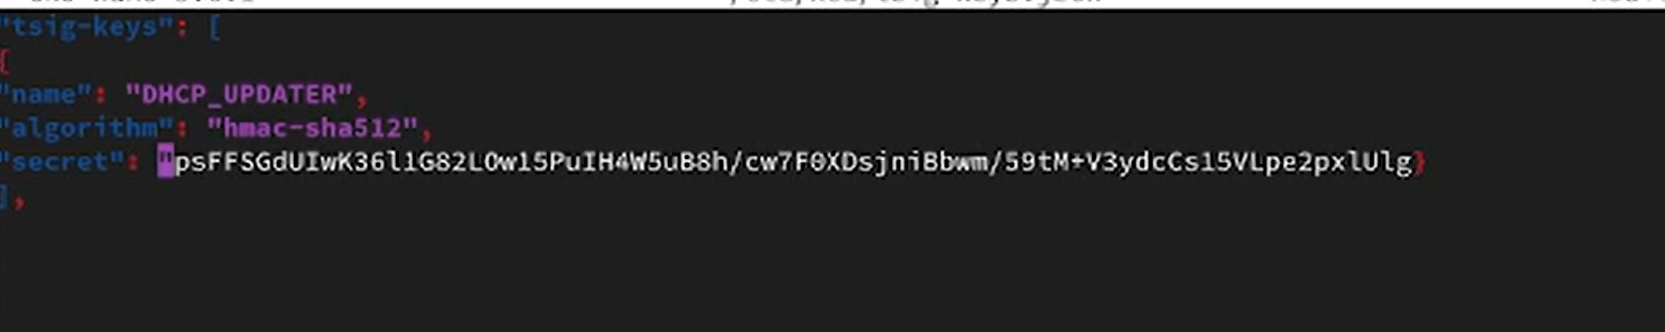 "tsig-keys": [
{
"name": "DHCP_UPDATER",
"algorithm": "hmac-sha512",
"secret": "psFFSGdUIwK36l1G82LOw15PuIH4W5uB8h/cw7F0XDsjniBbwm/59tM+V3ydcCs15VLpe2pxlUlg}
],